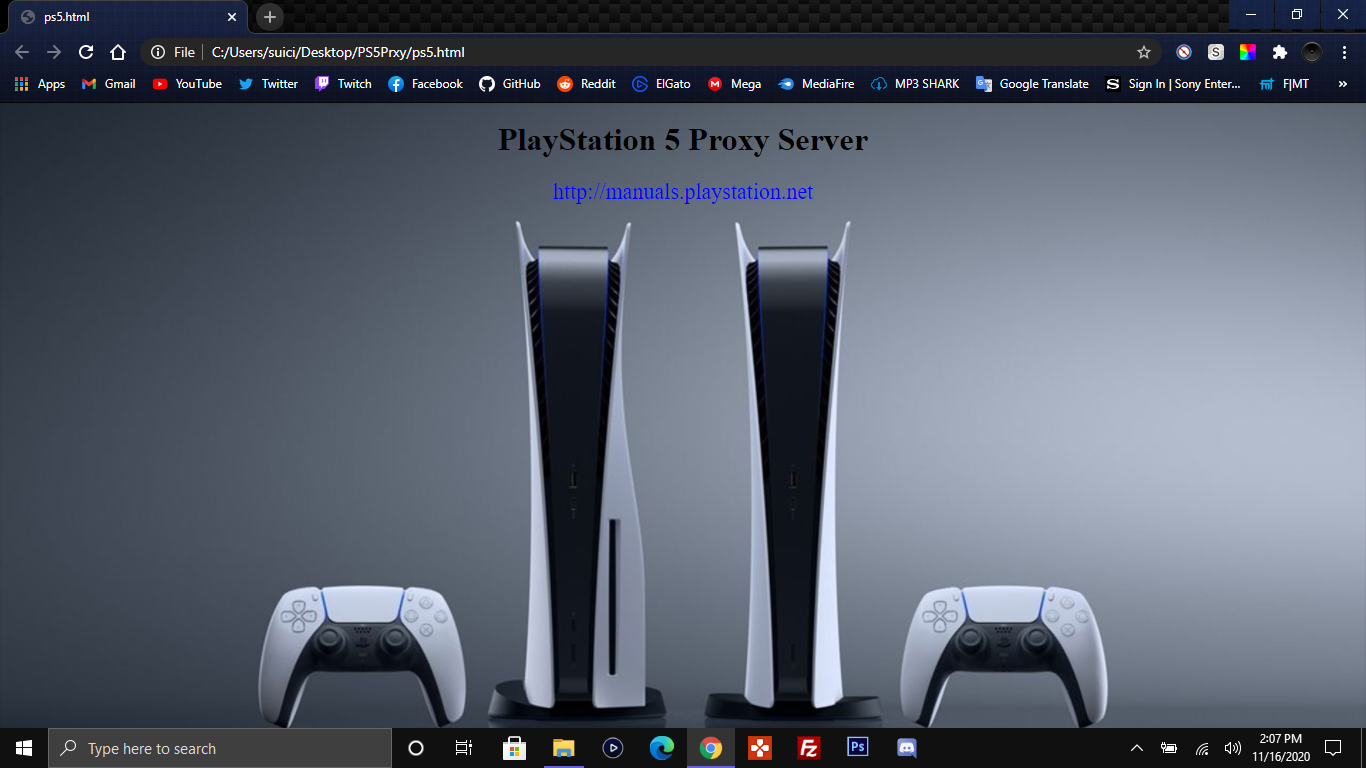 ps5.html
File
C:/Users/suici/Desktop/PS5Prxy/ps5.html
S
Apps Gmail YouTube Twitter Twitch Facebook GitHub Reddit ElGato Mega MediaFire MP3 SHARK Google Translate Sign In | Sony Enter... F|MT »
PlayStation 5 Proxy Server
http://manuals.playstation.net
Type here to search
Fz
Ps
2:07 PM
11/16/2020